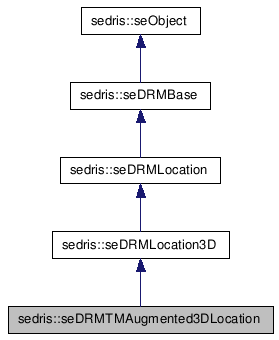 sedris::seObject
sedris::seDRMBase
sedris::seDRMLocation
sedris::seDRMLocation3D
sedris::seDRMTMAugmented3DLocation